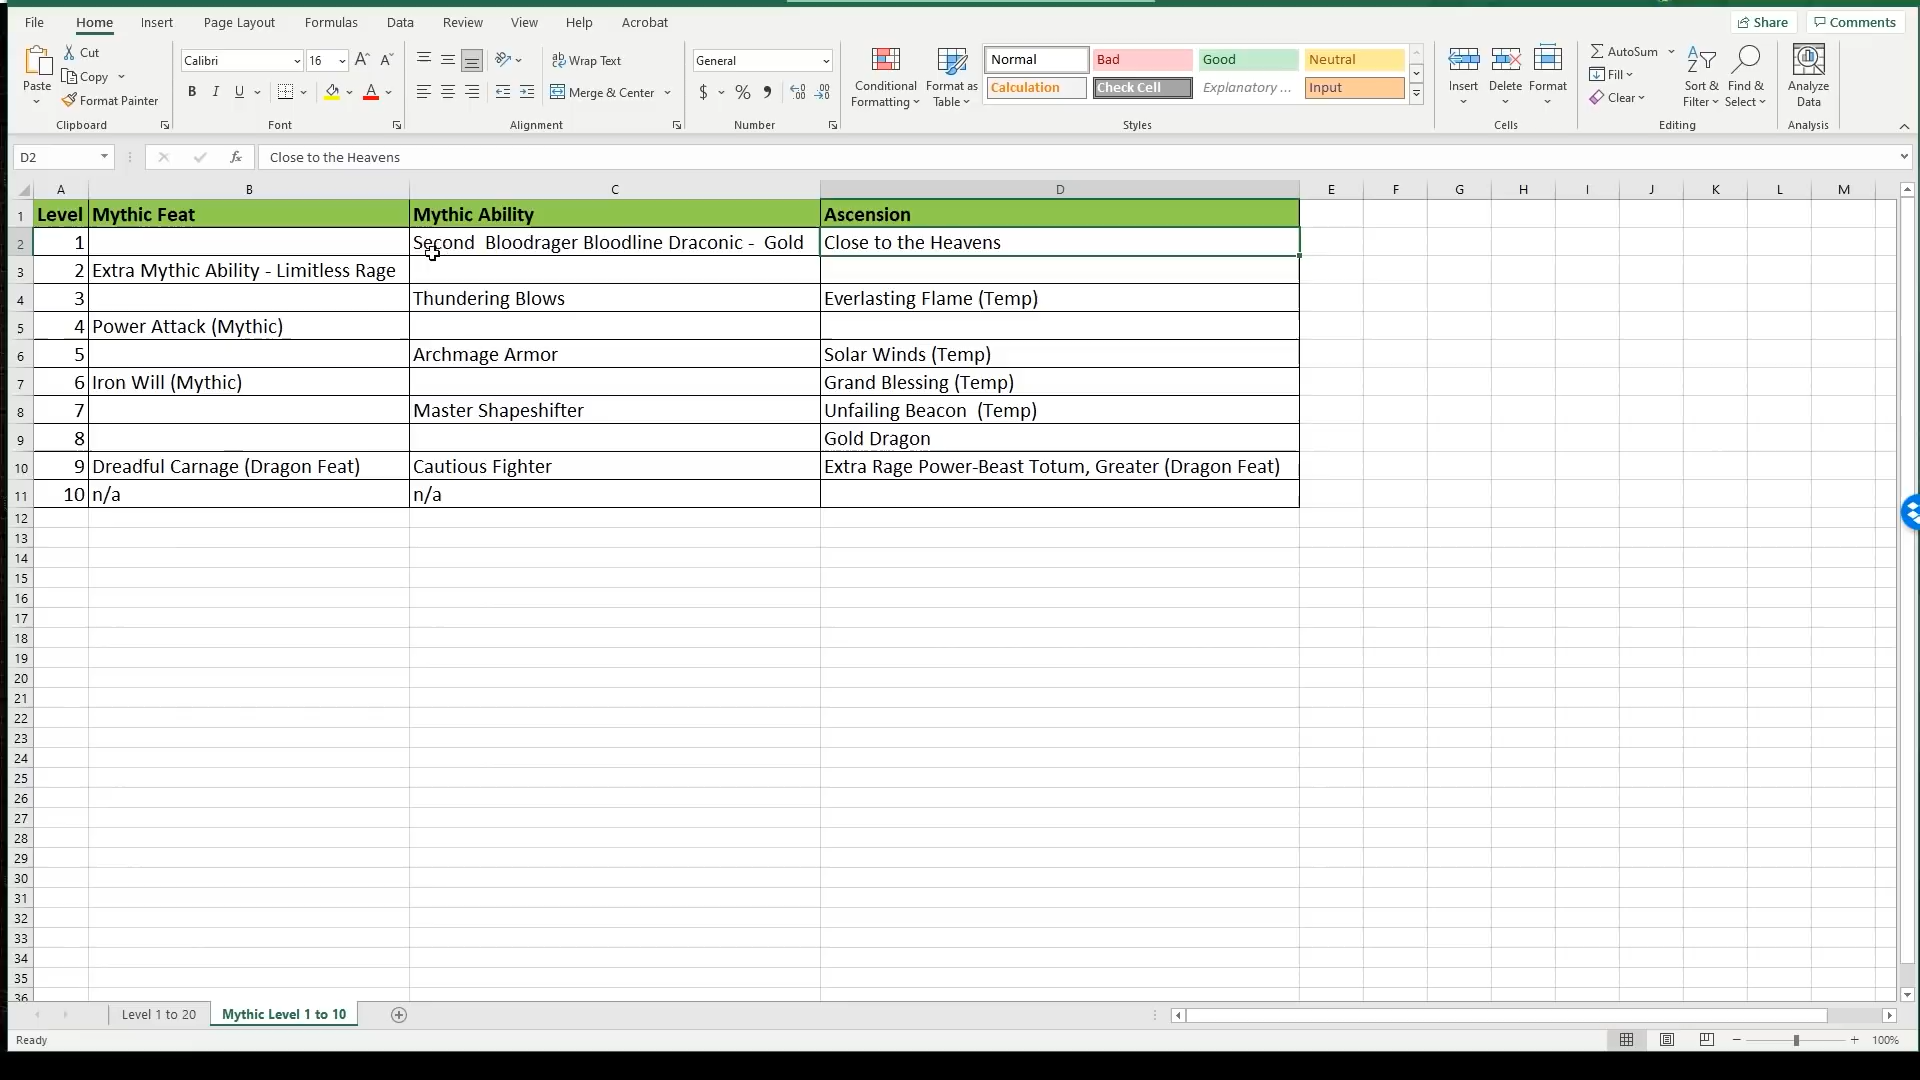 File Home Insert Page Layout Formulas Data Review View Help Acrobat Share Comments
Paste Cut Copy Format Painter Clipboard
Calibri 16 B I U A Font
Wrap Text Merge & Center Alignment
General $ % Number
Conditional Formatting Format as Table
Normal Bad Good Neutral
Calculation Check Cell Explanatory ... Input
Styles
Insert Delete Format Cells
AutoSum Fill Clear Sort & Filter Find & Select Editing
Analyze Data Analysis
D2 fx Close to the Heavens
A B C D E F G H I J K L M
1 Level Mythic Feat Mythic Ability Ascension
2 1 Second  Bloodrager Bloodline Draconic -  Gold Close to the Heavens
3 2 Extra Mythic Ability - Limitless Rage
4 3 Thundering Blows Everlasting Flame (Temp)
5 4 Power Attack (Mythic)
6 5 Archmage Armor Solar Winds (Temp)
7 6 Iron Will (Mythic) Grand Blessing (Temp)
8 7 Master Shapeshifter Unfailing Beacon  (Temp)
9 8 Gold Dragon
10 9 Dreadful Carnage (Dragon Feat) Cautious Fighter Extra Rage Power-Beast Totum, Greater (Dragon Feat)
11 10 n/a n/a
12
13
14
15
16
17
18
19
20
21
22
23
24
25
26
27
28
29
30
31
32
33
34
35
36
Level 1 to 20 Mythic Level 1 to 10
Ready 100%